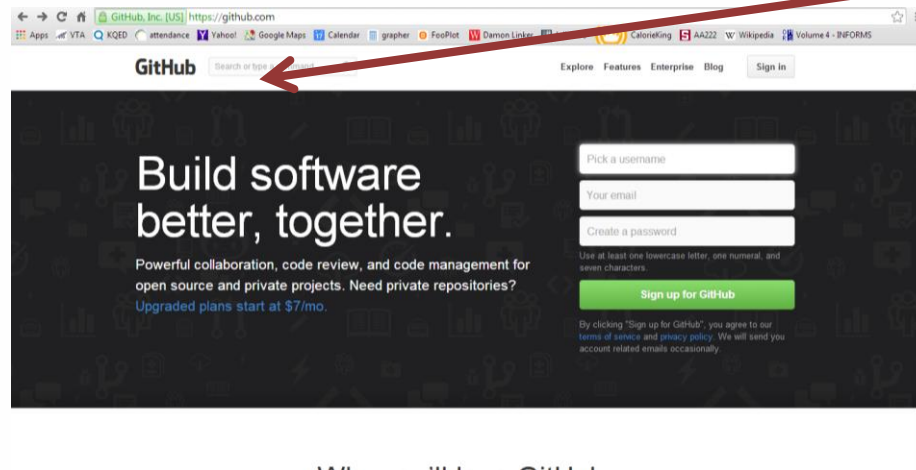 GitHub, Inc. [US] https://github.com
Apps VTA KQED attendance Yahoo! Google Maps Calendar grapher FooPlot Damon Linker CalorieKing AA222 Wikipedia Volume 4 - INFORMS
GitHub Search or type a Explore Features Enterprise Blog Sign in
Build software
better, together.
Powerful collaboration, code review, and code management for
open source and private projects. Need private repositories?
Upgraded plans start at $7/mo.
Pick a username
Your email
Create a password
Use at least one lowercase letter, one numeral, and
seven characters.
Sign up for GitHub
By clicking "Sign up for GitHub", you agree to our
terms of service and privacy policy. We will send you
account related emails occasionally.